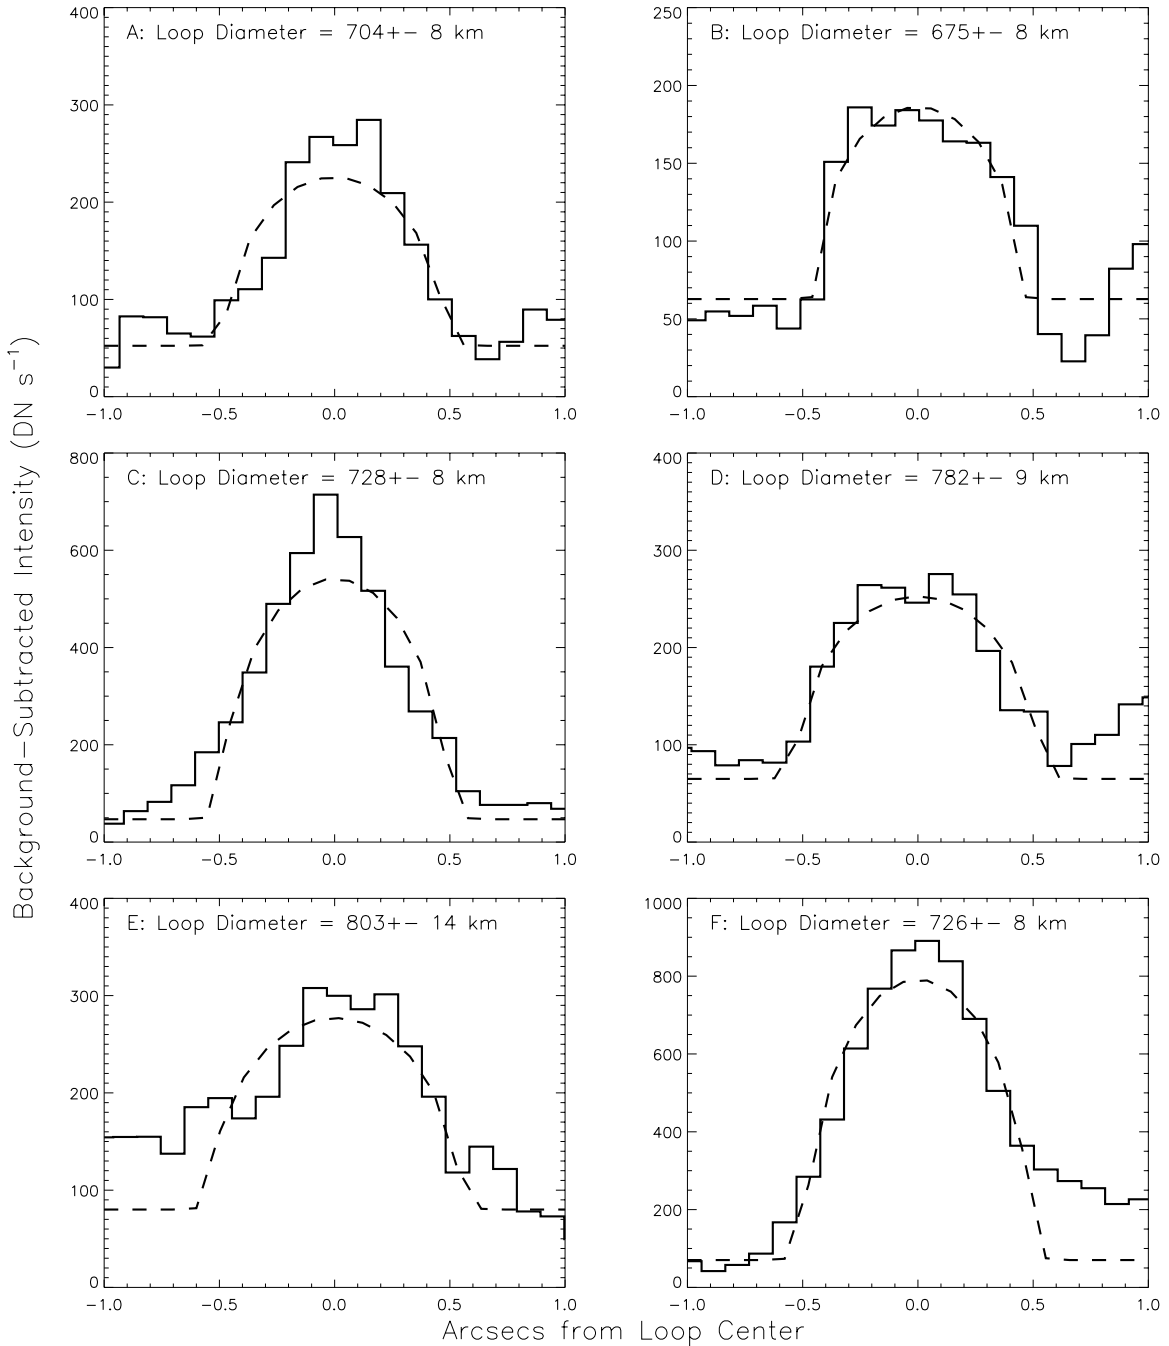 A: Loop Diameter = 704+− 8 km
400
300
200
100
0
−1.0 −0.5 0.0 0.5 1.0
B: Loop Diameter = 675+− 8 km
250
200
150
100
50
0
−1.0 −0.5 0.0 0.5 1.0
C: Loop Diameter = 728+− 8 km
800
600
400
200
0
−1.0 −0.5 0.0 0.5 1.0
D: Loop Diameter = 782+− 9 km
400
300
200
100
0
−1.0 −0.5 0.0 0.5 1.0
E: Loop Diameter = 803+− 14 km
400
300
200
100
0
−1.0 −0.5 0.0 0.5 1.0
F: Loop Diameter = 726+− 8 km
1000
800
600
400
200
0
−1.0 −0.5 0.0 0.5 1.0
Background−Subtracted Intensity (DN s⁻¹)
Arcsecs from Loop Center